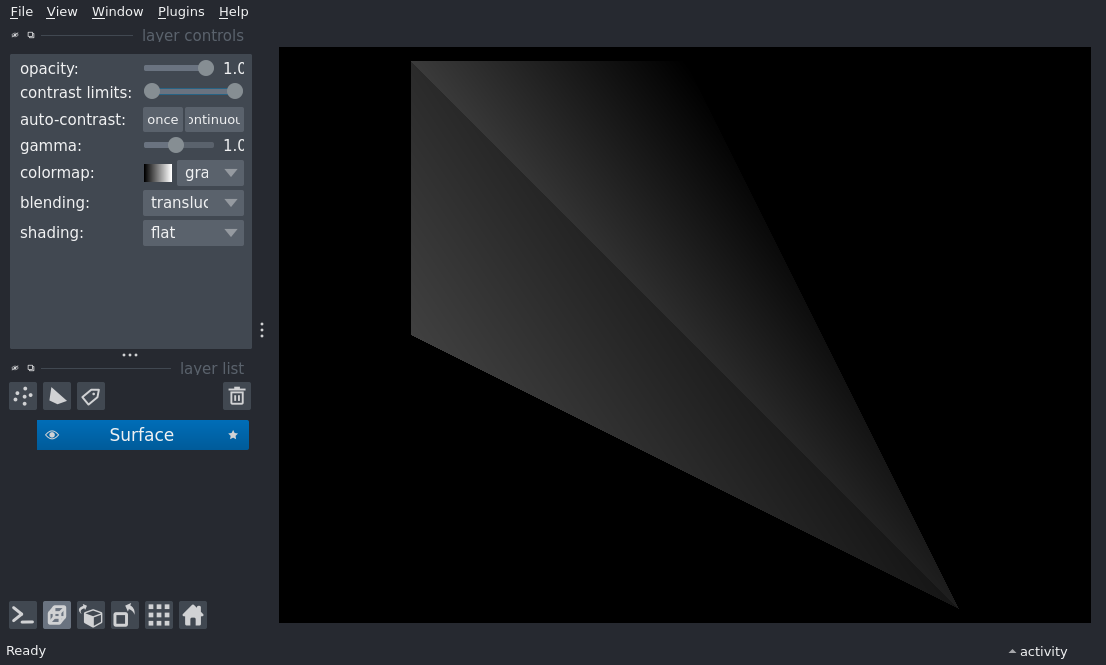 File View Window Plugins Help
layer controls
opacity: 1.0
contrast limits:
auto-contrast: once ontinuou
gamma: 1.0
colormap: gra
blending: transluc
shading: flat
layer list
Surface
Ready
activity